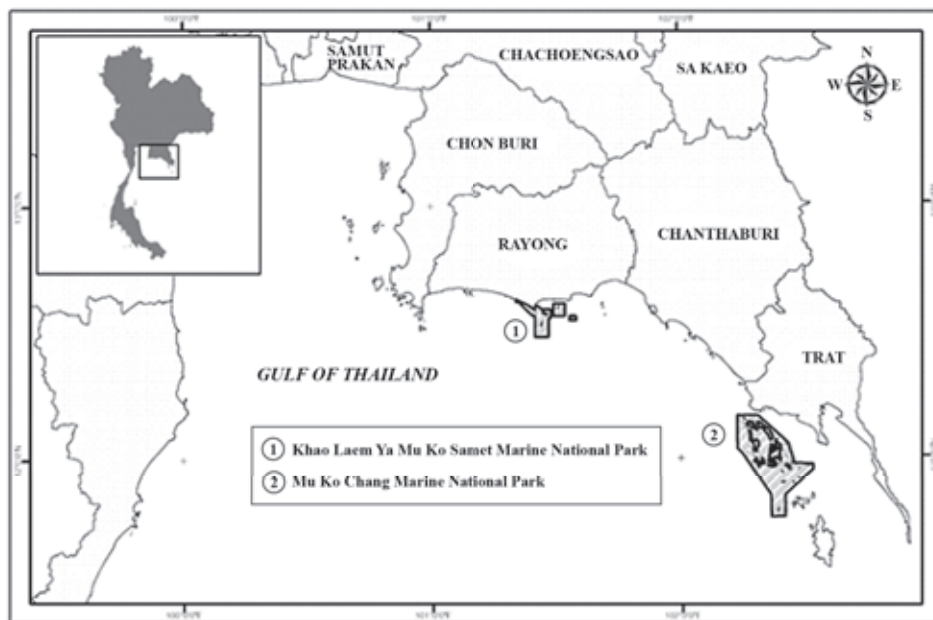 SAMUT
PRAKAN
CHACHOENGSAO
SA KAEO
N
W E
S
CHON BURI
RAYONG
CHANTHABURI
1
TRAT
GULF OF THAILAND
2
1 Khao Laem Ya Mu Ko Samet Marine National Park
2 Mu Ko Chang Marine National Park